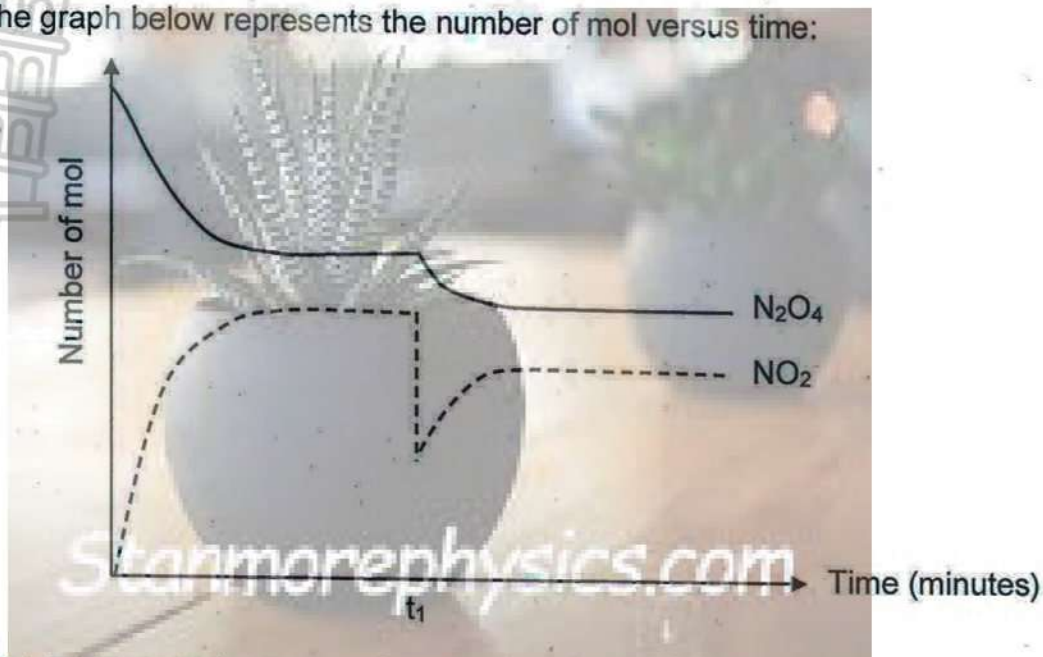 he graph below represents the number of mol versus time:
Number of mol
N₂O₄
NO₂
Stanmorephysics.com
t₁
Time (minutes)